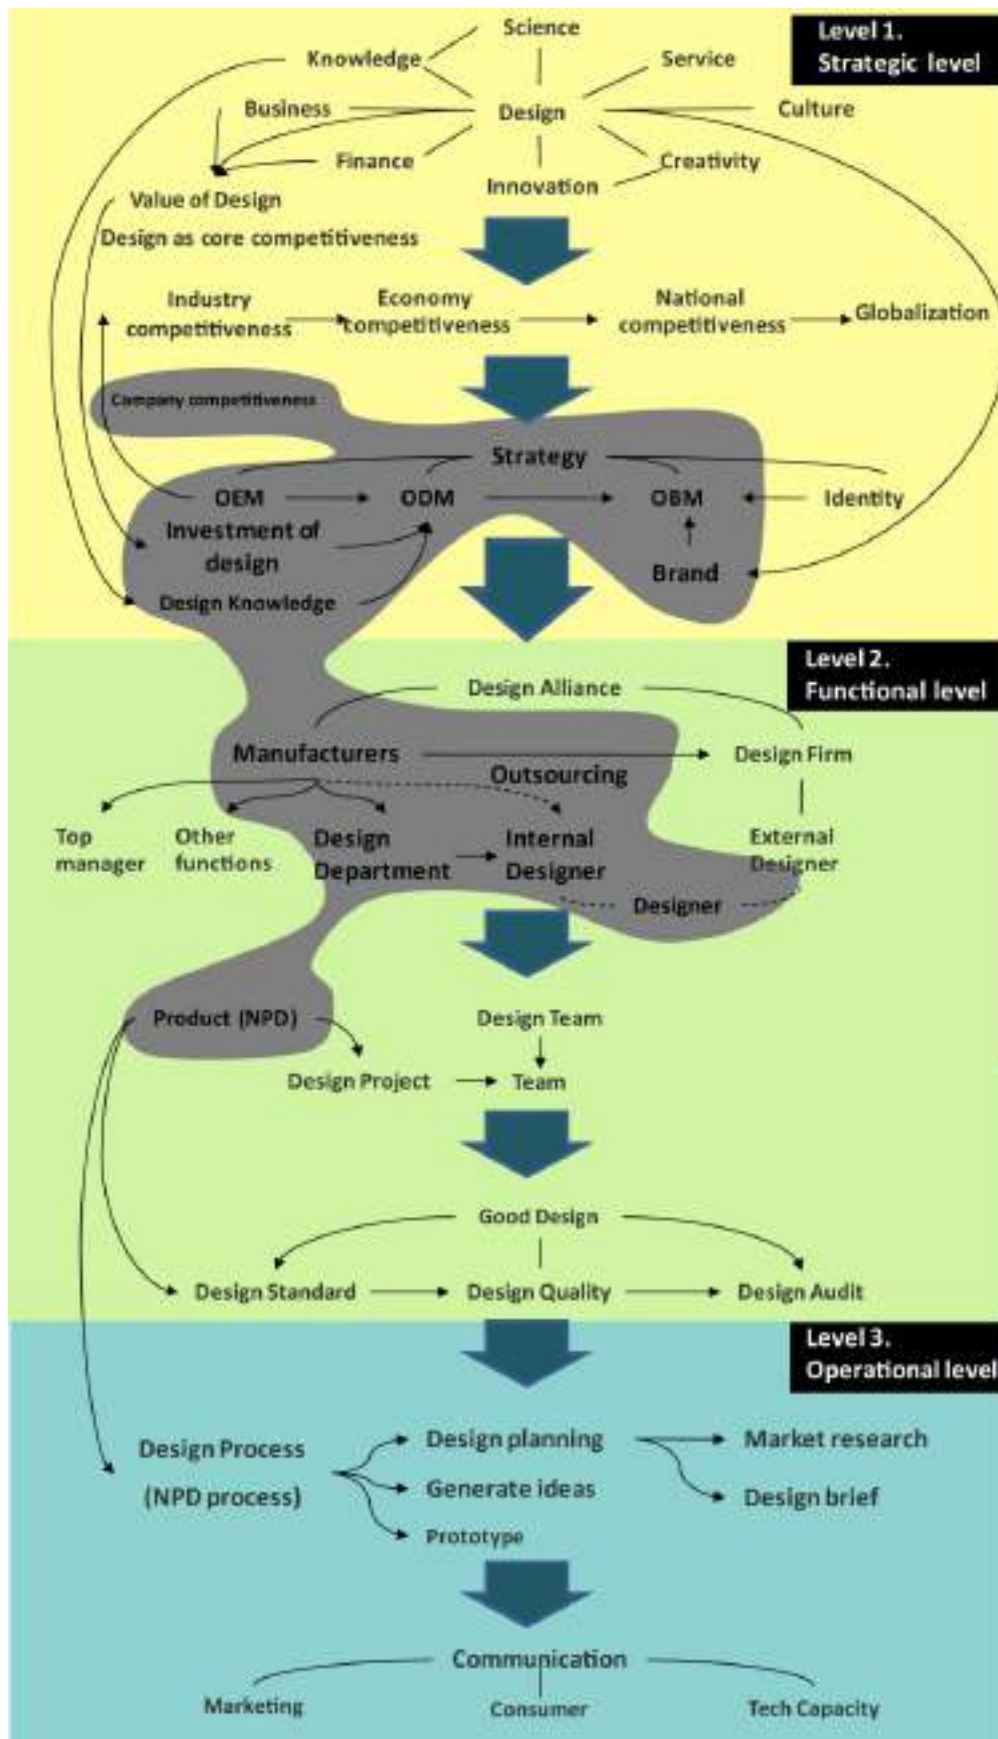 Level 1.
Strategic level
Science
Knowledge
Service
Business
Design
Culture
Finance
Creativity
Innovation
Value of Design
Design as core competitiveness
Industry
competitiveness
Economy
competitiveness
National
competitiveness
Globalization
Company competitiveness
Strategy
OEM
ODM
OBM
Identity
Investment of
design
Brand
Design Knowledge
Level 2.
Functional level
Design Alliance
Manufacturers
Design Firm
Outsourcing
Top
manager
Other
functions
Design
Department
Internal
Designer
External
Designer
Designer
Product (NPD)
Design Team
Design Project
Team
Good Design
Design Standard
Design Quality
Design Audit
Level 3.
Operational level
Design Process
(NPD process)
Design planning
Generate ideas
Prototype
Market research
Design brief
Communication
Marketing
Consumer
Tech Capacity